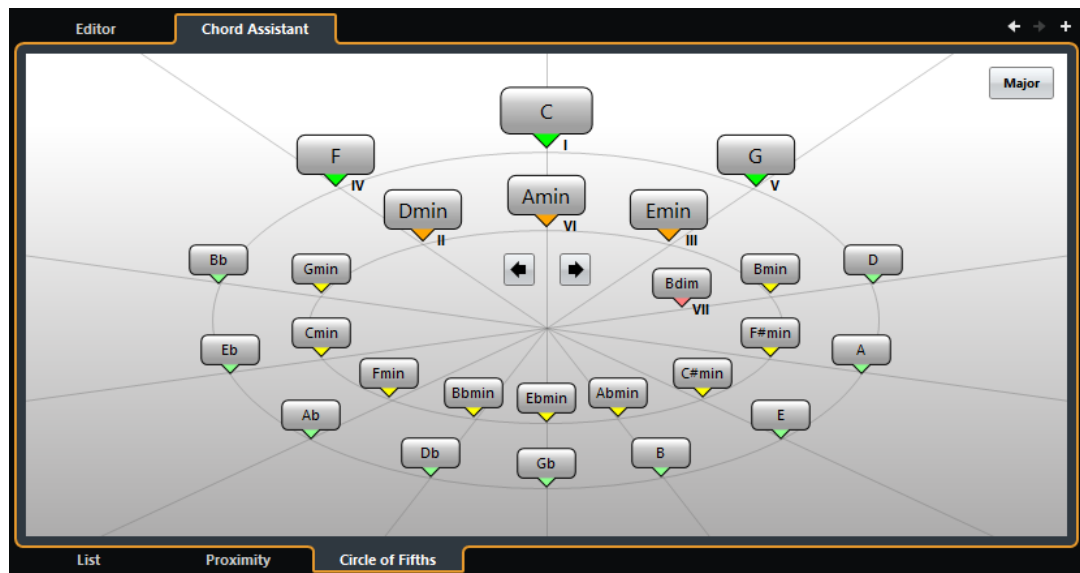 Editor
Chord Assistant
Major
C
I
F
IV
G
V
Dmin
II
Amin
VI
Emin
III
Bb
Gmin
Bdim
VII
Bmin
D
Eb
Cmin
F#min
A
Fmin
C#min
Bbmin
Ebmin
Abmin
Ab
E
Db
Gb
B
List
Proximity
Circle of Fifths